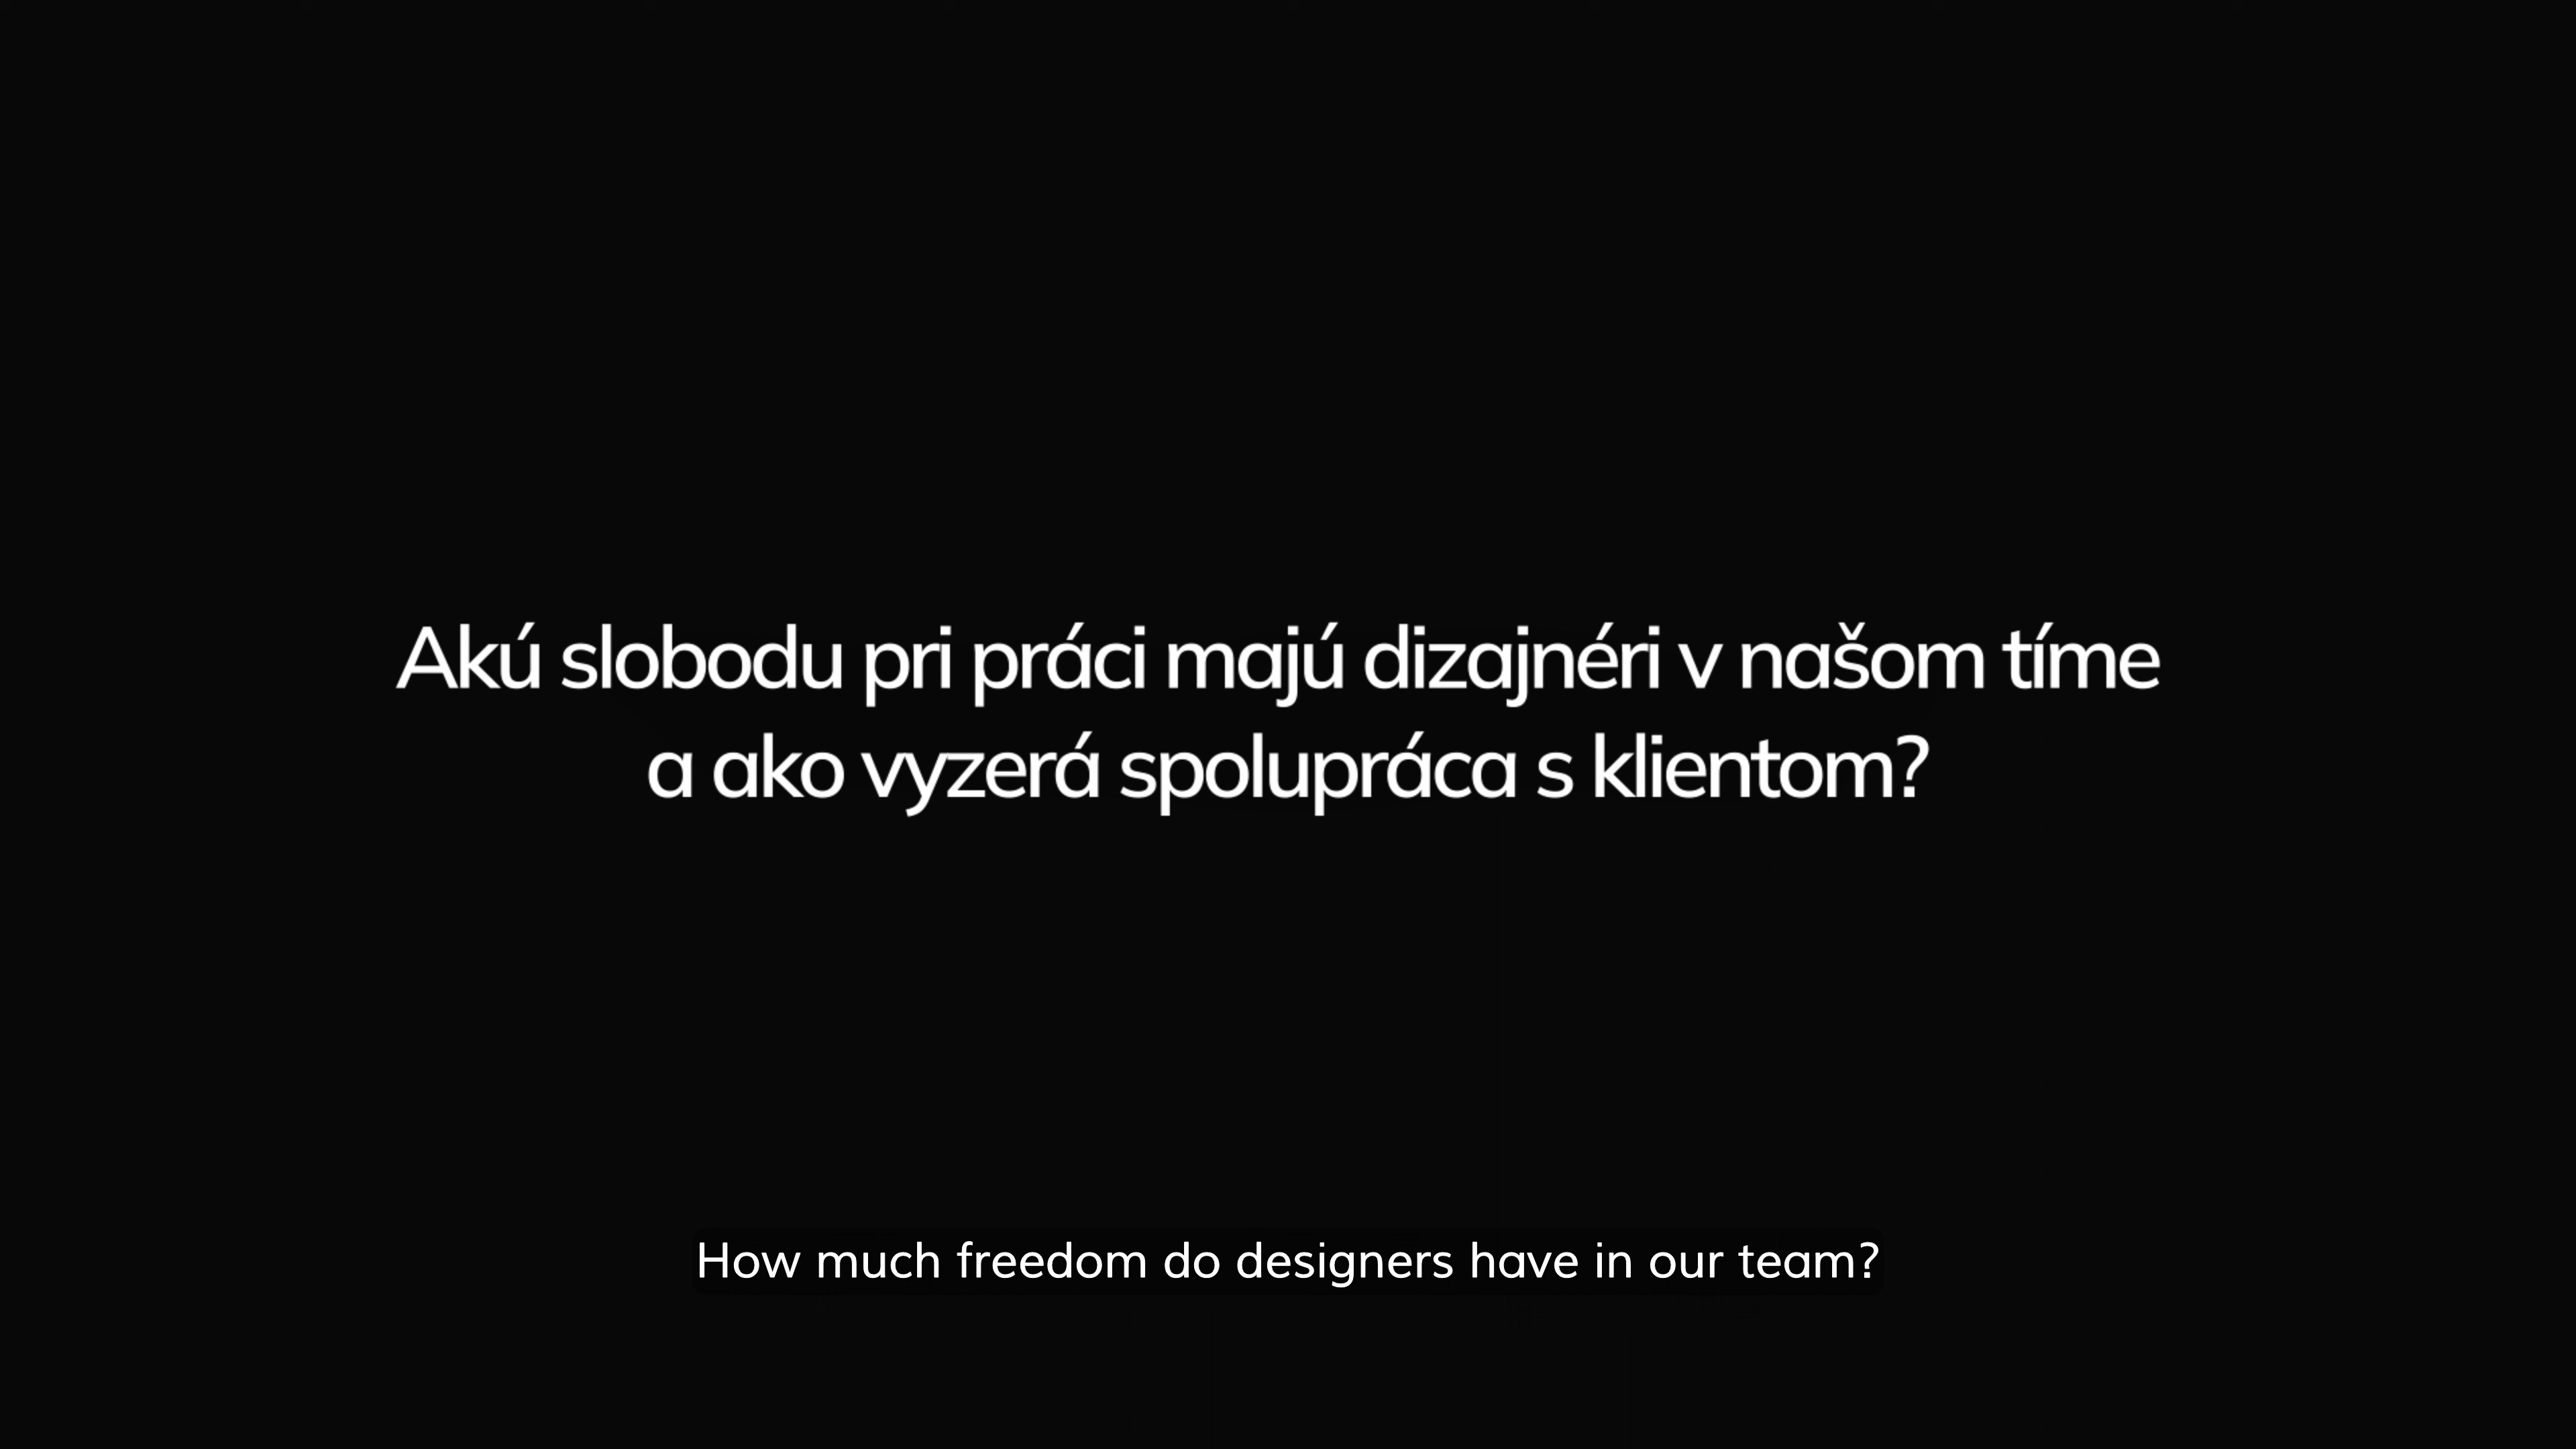 Akú slobodu pri práci majú dizajnéri v našom tíme
a ako vyzerá spolupráca s klientom?
How much freedom do designers have in our team?